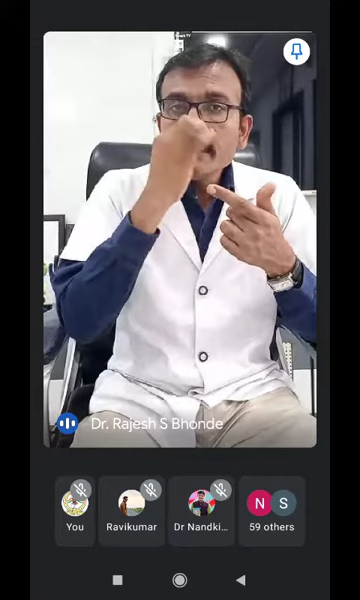 Dr. Rajesh S Bhonde
You
Ravikumar
Dr Nandki...
N
S
59 others